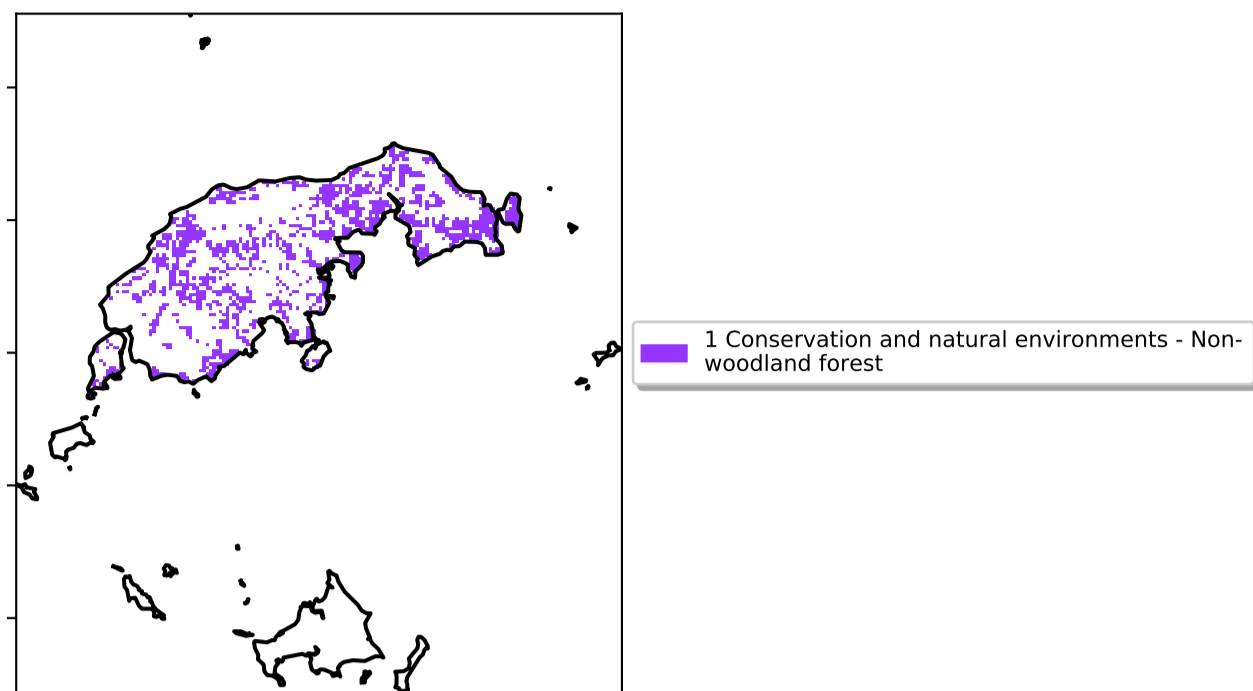 1 Conservation and natural environments - Non-
woodland forest